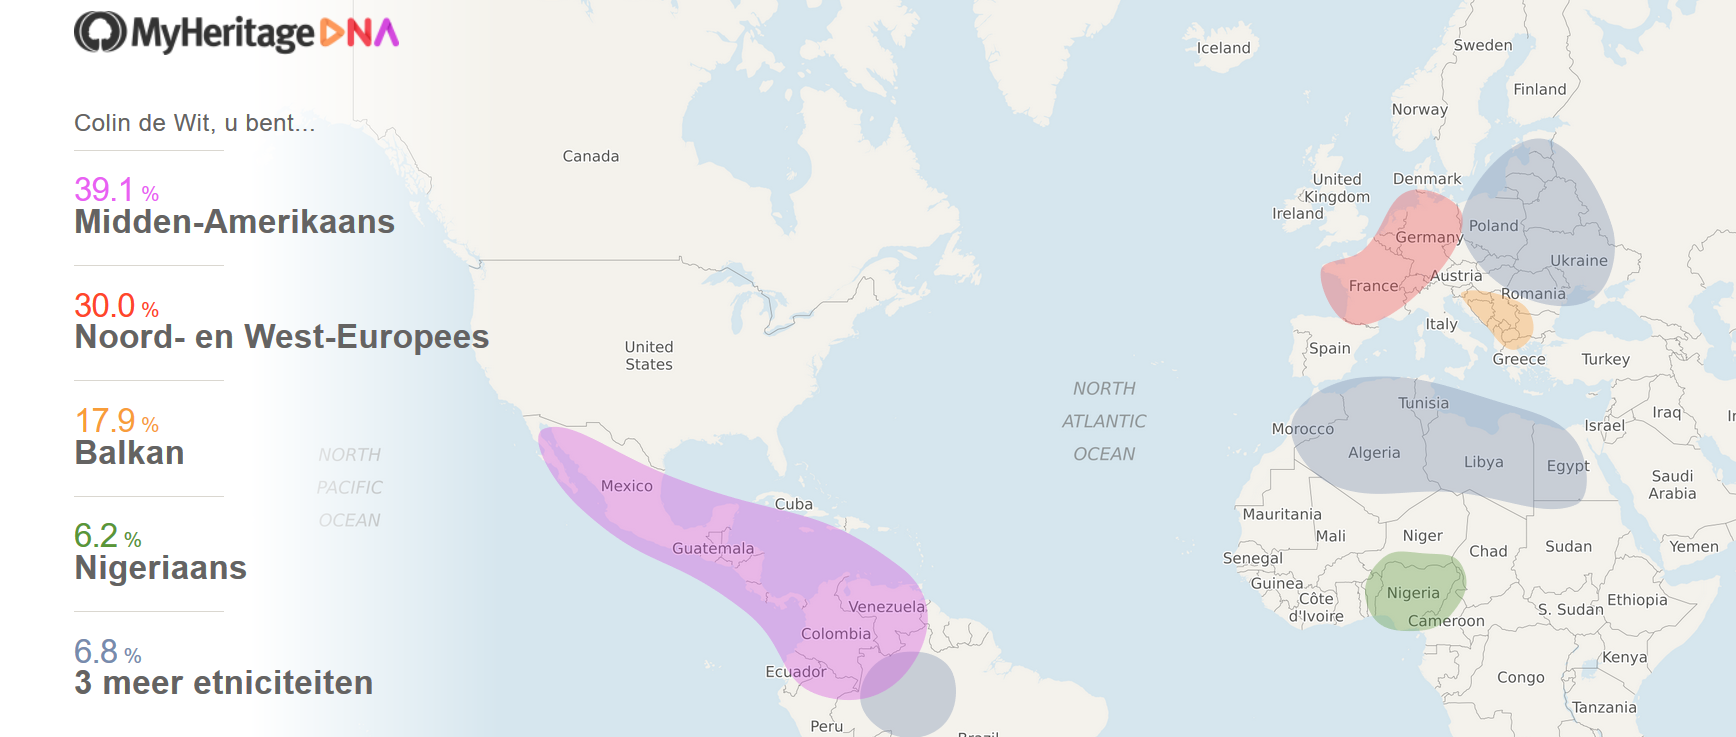 MyHeritage DNA
Colin de Wit, u bent...
39.1 %
Midden-Amerikaans
30.0 %
Noord- en West-Europees
17.9 %
Balkan
6.2 %
Nigeriaans
6.8 %
3 meer etniciteiten
Iceland
Sweden
Finland
Norway
Canada
United
Kingdom
Denmark
Ireland
Germany
Poland
Ukraine
France
Austria
Romania
Italy
Spain
Greece
Turkey
United
States
NORTH
ATLANTIC
OCEAN
NORTH
PACIFIC
OCEAN
Tunisia
Morocco
Algeria
Libya
Egypt
Israel
Iraq
Saudi
Arabia
Mexico
Cuba
Guatemala
Mauritania
Mali
Niger
Chad
Sudan
Yemen
Senegal
Guinea
Côte
d'Ivoire
Nigeria
Cameroon
S. Sudan
Ethiopia
Venezuela
Colombia
Ecuador
Peru
Brazil
Congo
Kenya
Tanzania